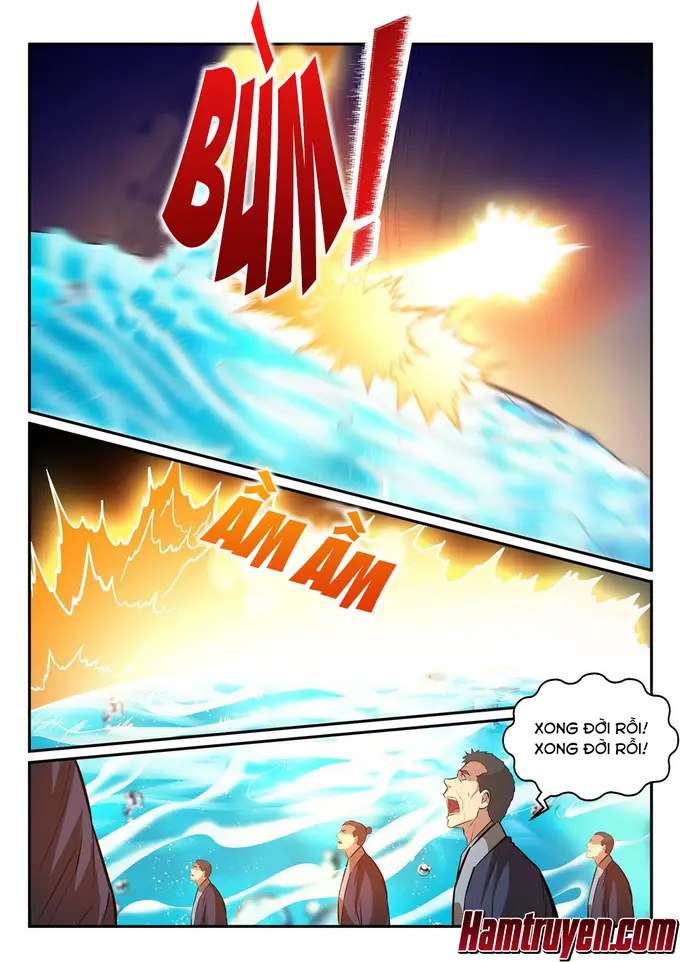 BÙM!
ẦM ẦM
XONG ĐỜI RỒI!
XONG ĐỜI RỒI!
Hamtruyen.com